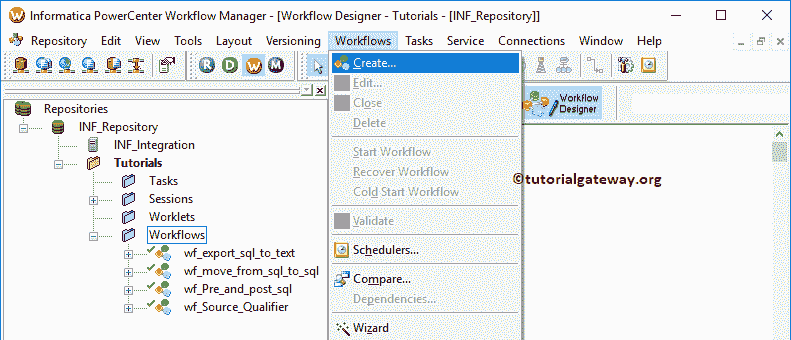 Informatica PowerCenter Workflow Manager - [Workflow Designer - Tutorials - [INF_Repository]]
Repository Edit View Tools Layout Versioning Workflows Tasks Service Connections Window Help
R D W M
Create...
Edit...
Close
Delete
Start Workflow
Recover Workflow
Cold Start Workflow
Validate
Schedulers...
Compare...
Dependencies...
Wizard
Repositories
INF_Repository
INF_Integration
Tutorials
Tasks
Sessions
Worklets
Workflows
wf_export_sql_to_text
wf_move_from_sql_to_sql
wf_Pre_and_post_sql
wf_Source_Qualifier
Workflow
Designer
©tutorialgateway.org